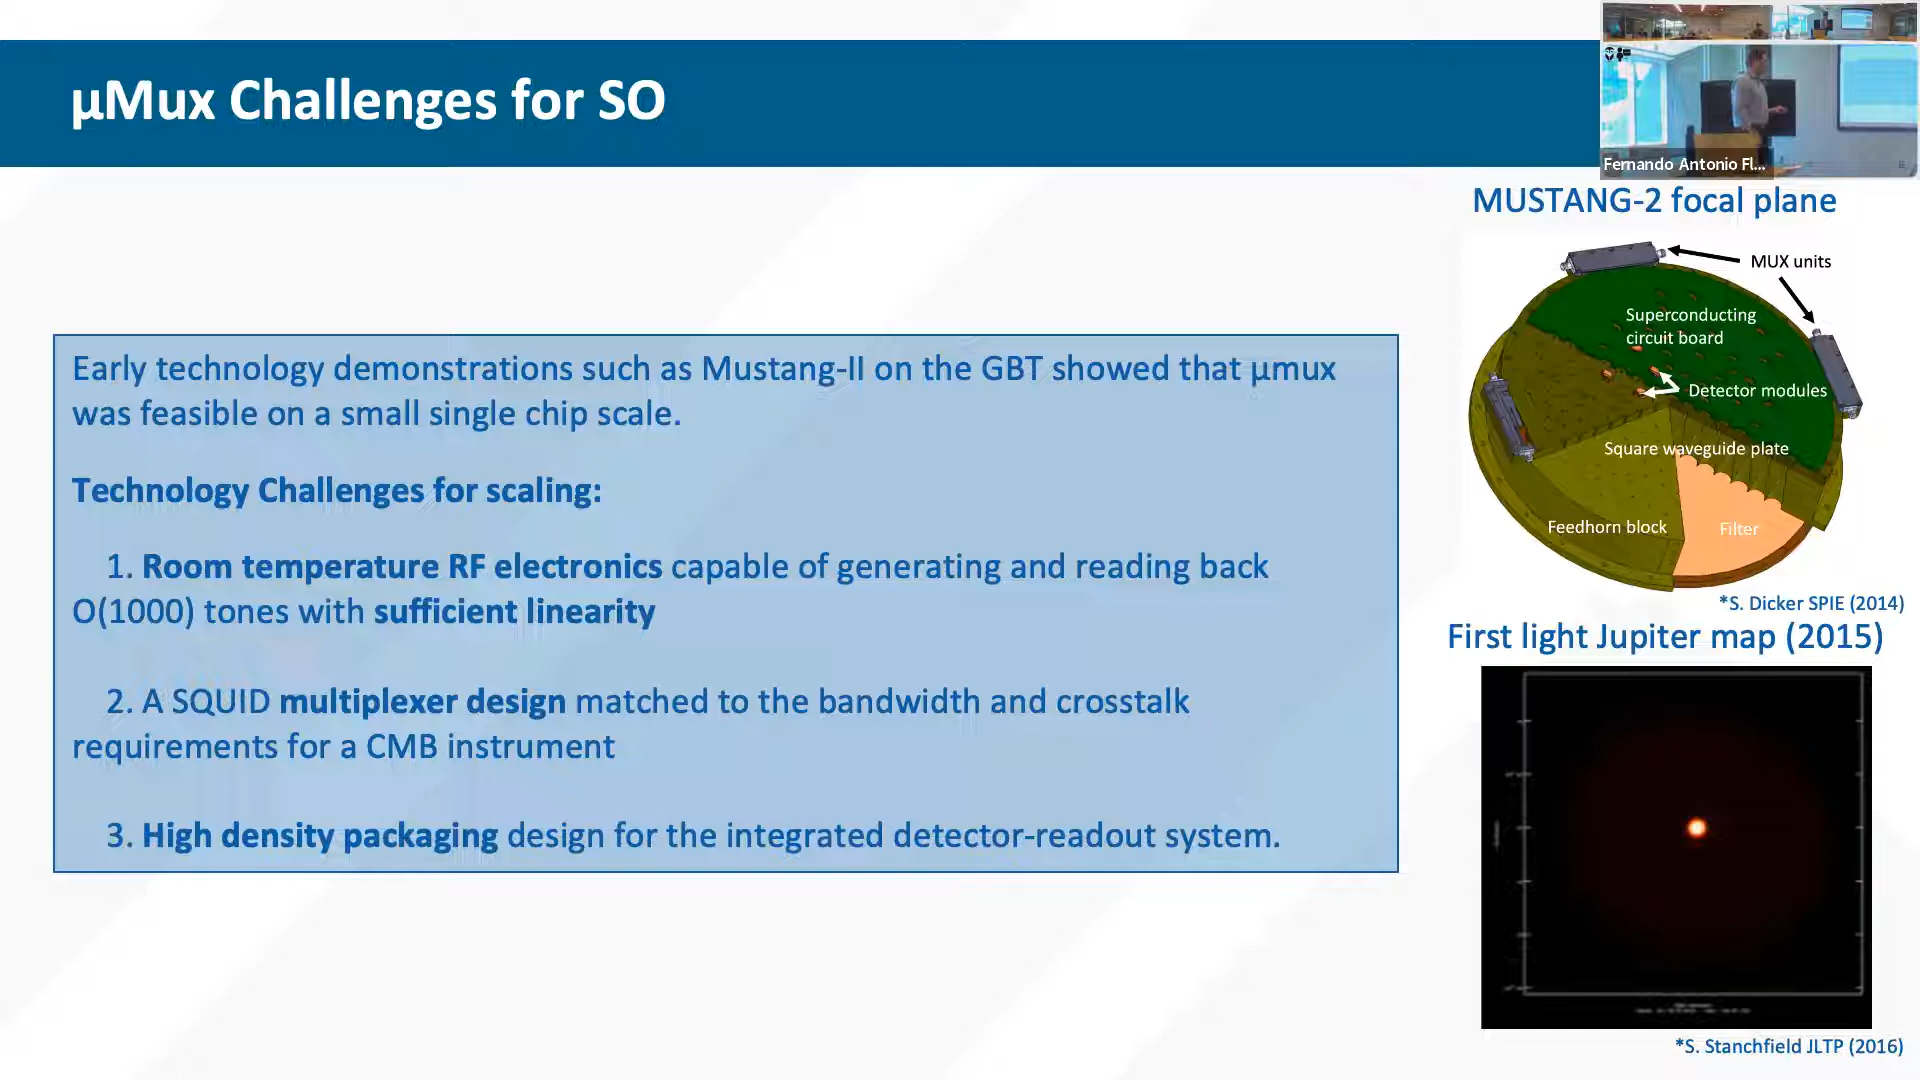 µMux Challenges for SO
Fernando Antonio Fl...
MUSTANG-2 focal plane
MUX units
Superconducting
circuit board
Detector modules
Square waveguide plate
Feedhorn block
Filter
*S. Dicker SPIE (2014)
Early technology demonstrations such as Mustang-II on the GBT showed that µmux
was feasible on a small single chip scale.
Technology Challenges for scaling:
1. Room temperature RF electronics capable of generating and reading back
O(1000) tones with sufficient linearity
2. A SQUID multiplexer design matched to the bandwidth and crosstalk
requirements for a CMB instrument
3. High density packaging design for the integrated detector-readout system.
First light Jupiter map (2015)
*S. Stanchfield JLTP (2016)